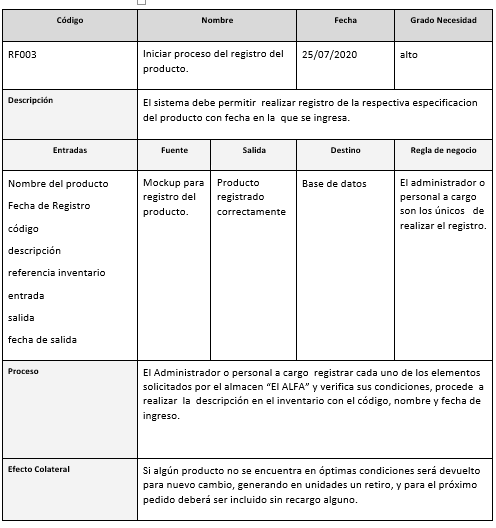 Código Nombre Fecha Grado Necesidad
RF003 Iniciar proceso del registro del 25/07/2020 alto
producto.
Descripción El sistema debe permitir realizar registro de la respectiva especificacion
del producto con fecha en la que se ingresa.
Entradas Fuente Salida Destino Regla de negocio
Nombre del producto
Fecha de Registro
código
descripción
referencia inventario
entrada
salida
fecha de salida
Mockup para
registro del
producto.
Producto
registrado
correctamente
Base de datos
El administrador o
personal a cargo
son los únicos de
realizar el registro.
Proceso El Administrador o personal a cargo registrar cada uno de los elementos
solicitados por el almacen “El ALFA” y verifica sus condiciones, procede a
realizar la descripción en el inventario con el código, nombre y fecha de
ingreso.
Efecto Colateral Si algún producto no se encuentra en óptimas condiciones será devuelto
para nuevo cambio, generando en unidades un retiro, y para el próximo
pedido deberá ser incluido sin recargo alguno.